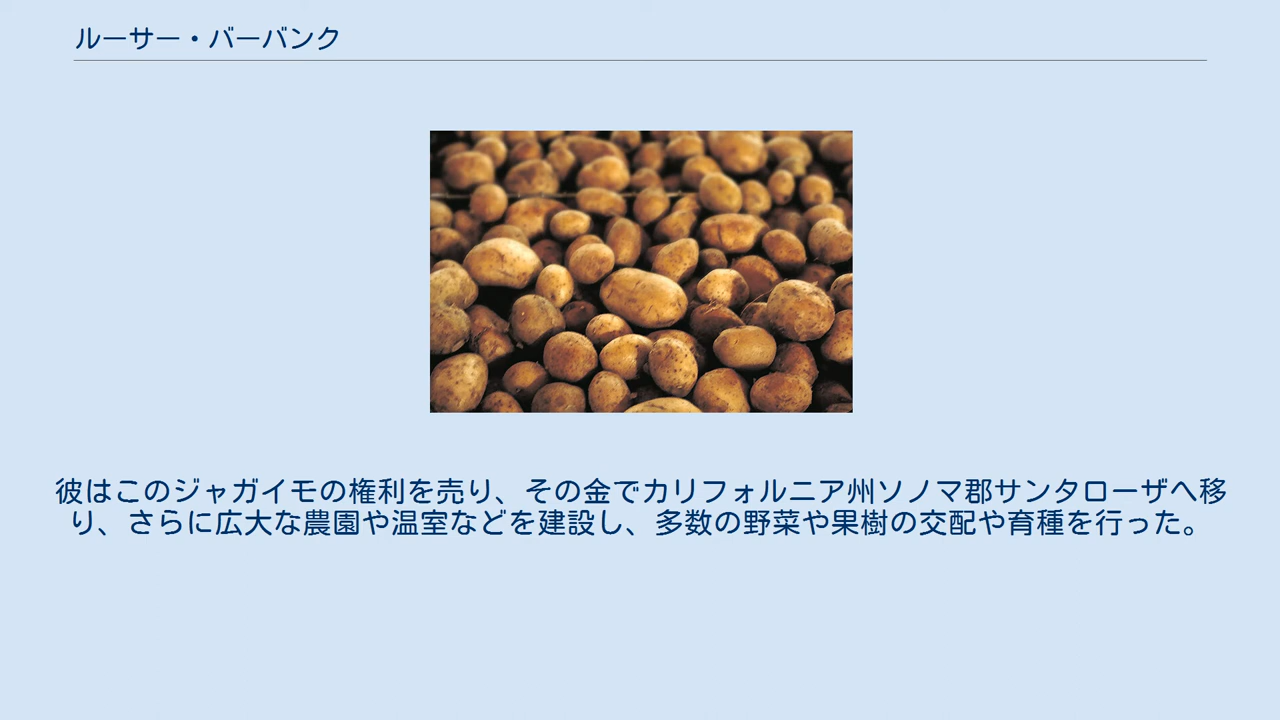 ルーサー・バーバンク
彼はこのジャガイモの権利を売り、その金でカリフォルニア州ソノマ郡サンタローザへ移
り、さらに広大な農園や温室などを建設し、多数の野菜や果樹の交配や育種を行った。